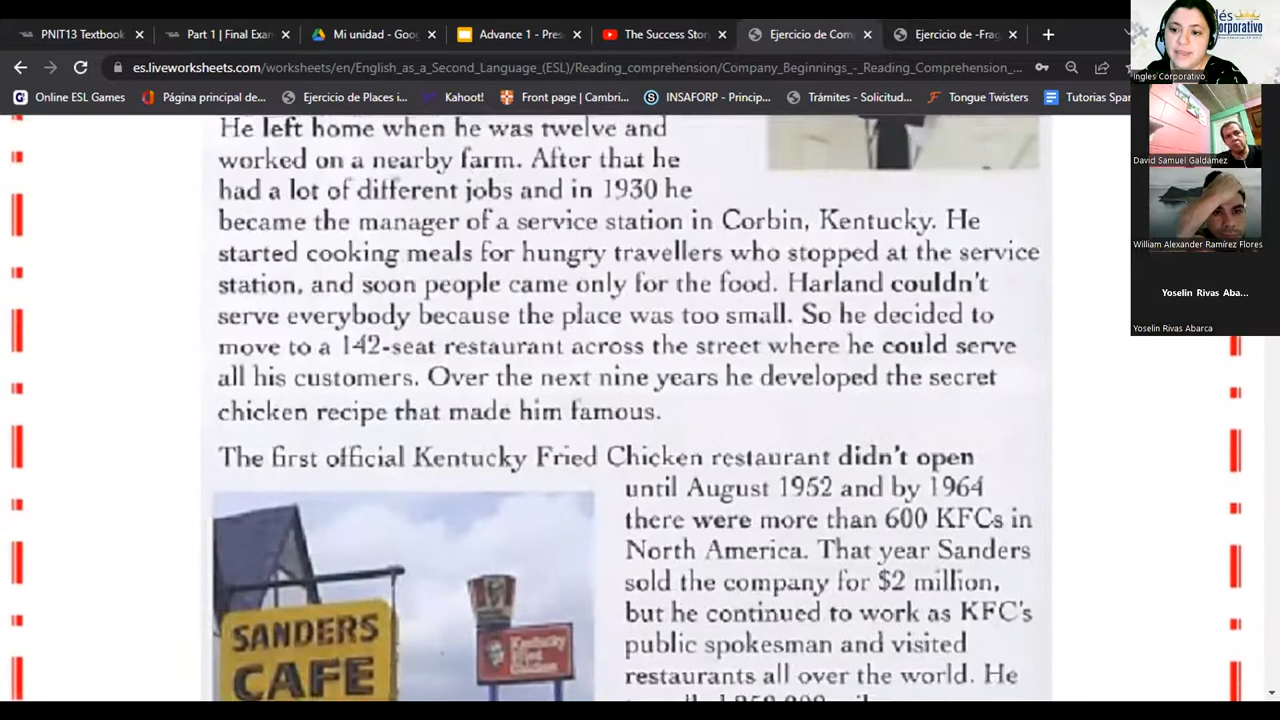 PNIT13 Textbook
Part 1 | Final Exa
Mi unidad - Goo
Advance 1 - Pres
The Success Stor
Ejercicio de Com
Ejercicio de -Frag
es.liveworksheets.com/worksheets/en/English_as_a_Second_Language_(ESL)/Reading_comprehension/Company_Beginnings_-_Reading_Comprehension_...
Online ESL Games
Página principal de...
Ejercicio de Places i...
Kahoot!
Front page | Cambri...
INSAFORP - Princip...
Trámites - Solicitud...
Tongue Twisters
Tutorias Spar
lés
corporativo
Ingles Corporativo
David Samuel Galdámez
William Alexander Ramírez Flores
Yoselin Rivas Aba...
Yoselin Rivas Abarca
He left home when he was twelve and
worked on a nearby farm. After that he
had a lot of different jobs and in 1930 he
became the manager of a service station in Corbin, Kentucky. He
started cooking meals for hungry travellers who stopped at the service
station, and soon people came only for the food. Harland couldn't
serve everybody because the place was too small. So he decided to
move to a 142-seat restaurant across the street where he could serve
all his customers. Over the next nine years he developed the secret
chicken recipe that made him famous.
The first official Kentucky Fried Chicken restaurant didn't open
until August 1952 and by 1964
there were more than 600 KFCs in
North America. That year Sanders
sold the company for $2 million,
but he continued to work as KFC's
public spokesman and visited
restaurants all over the world. He
SANDERS
CAFE
Kentucky
Fried
Chicken